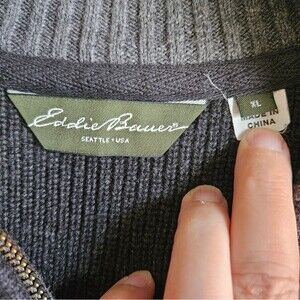 Eddie Bauer®
SEATTLE • USA
XL
MADE IN
CHINA